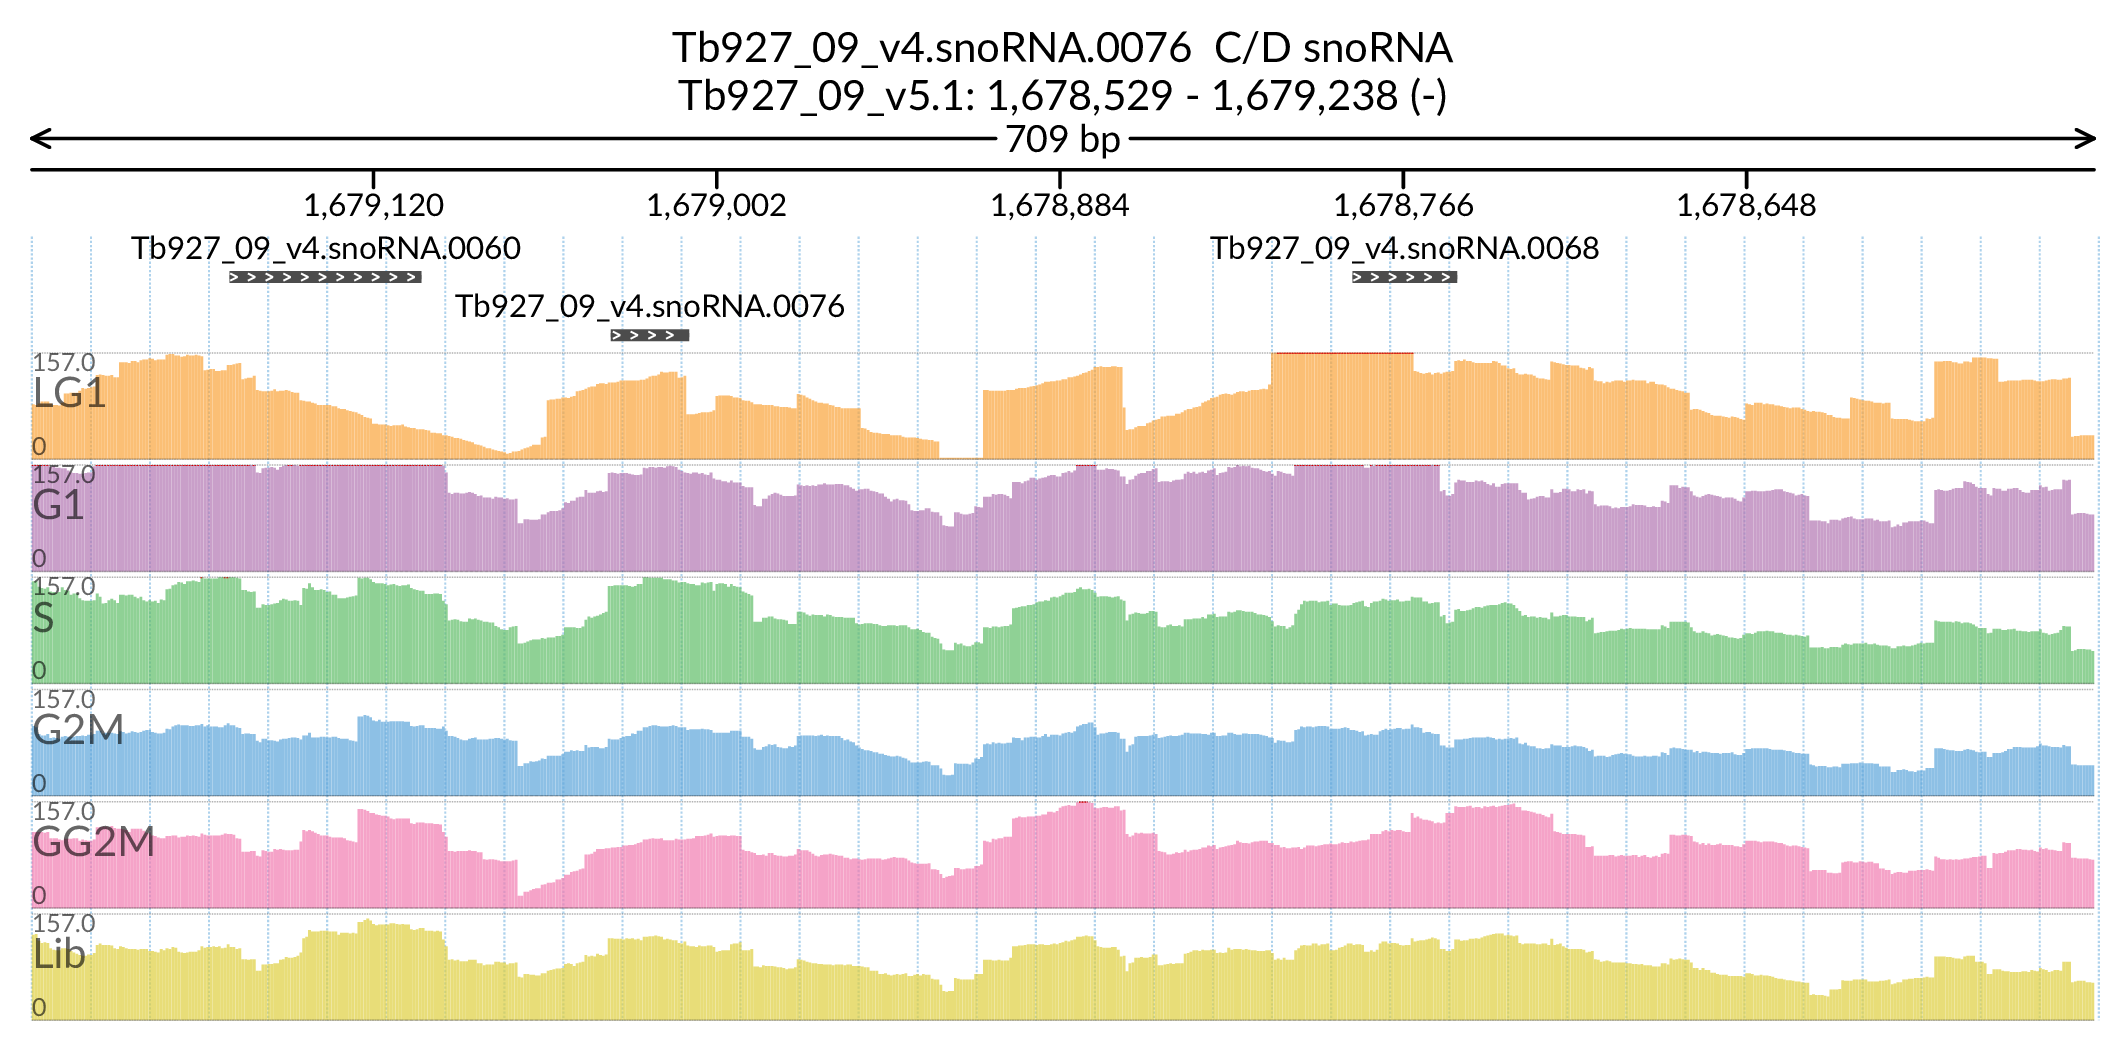 Tb927_09_v4.snoRNA.0076  C/D snoRNA
Tb927_09_v5.1: 1,678,529 - 1,679,238 (-)
709 bp
1,679,120 1,679,002 1,678,884 1,678,766 1,678,648
Tb927_09_v4.snoRNA.0060 Tb927_09_v4.snoRNA.0068
Tb927_09_v4.snoRNA.0076
157.0
LG1
0
157.0
G1
0
157.0
S
0
157.0
G2M
0
157.0
GG2M
0
157.0
Lib
0